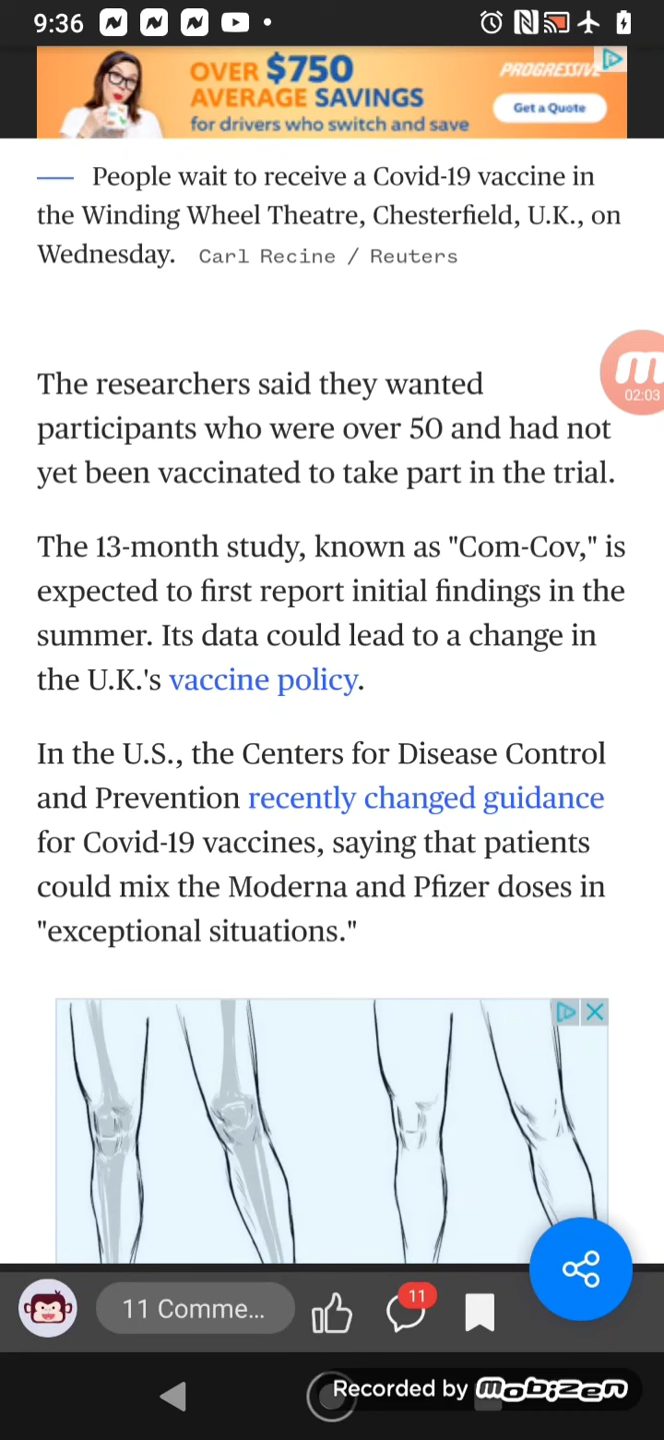 9:36
OVER $750
AVERAGE SAVINGS
for drivers who switch and save
PROGRESSIVE
Get a Quote
People wait to receive a Covid-19 vaccine in
the Winding Wheel Theatre, Chesterfield, U.K., on
Wednesday. Carl Recine / Reuters
m
02:03
The researchers said they wanted
participants who were over 50 and had not
yet been vaccinated to take part in the trial.
The 13-month study, known as "Com-Cov," is
expected to first report initial findings in the
summer. Its data could lead to a change in
the U.K.'s vaccine policy.
In the U.S., the Centers for Disease Control
and Prevention recently changed guidance
for Covid-19 vaccines, saying that patients
could mix the Moderna and Pfizer doses in
"exceptional situations."
11 Comme...
11
Recorded by mobizen